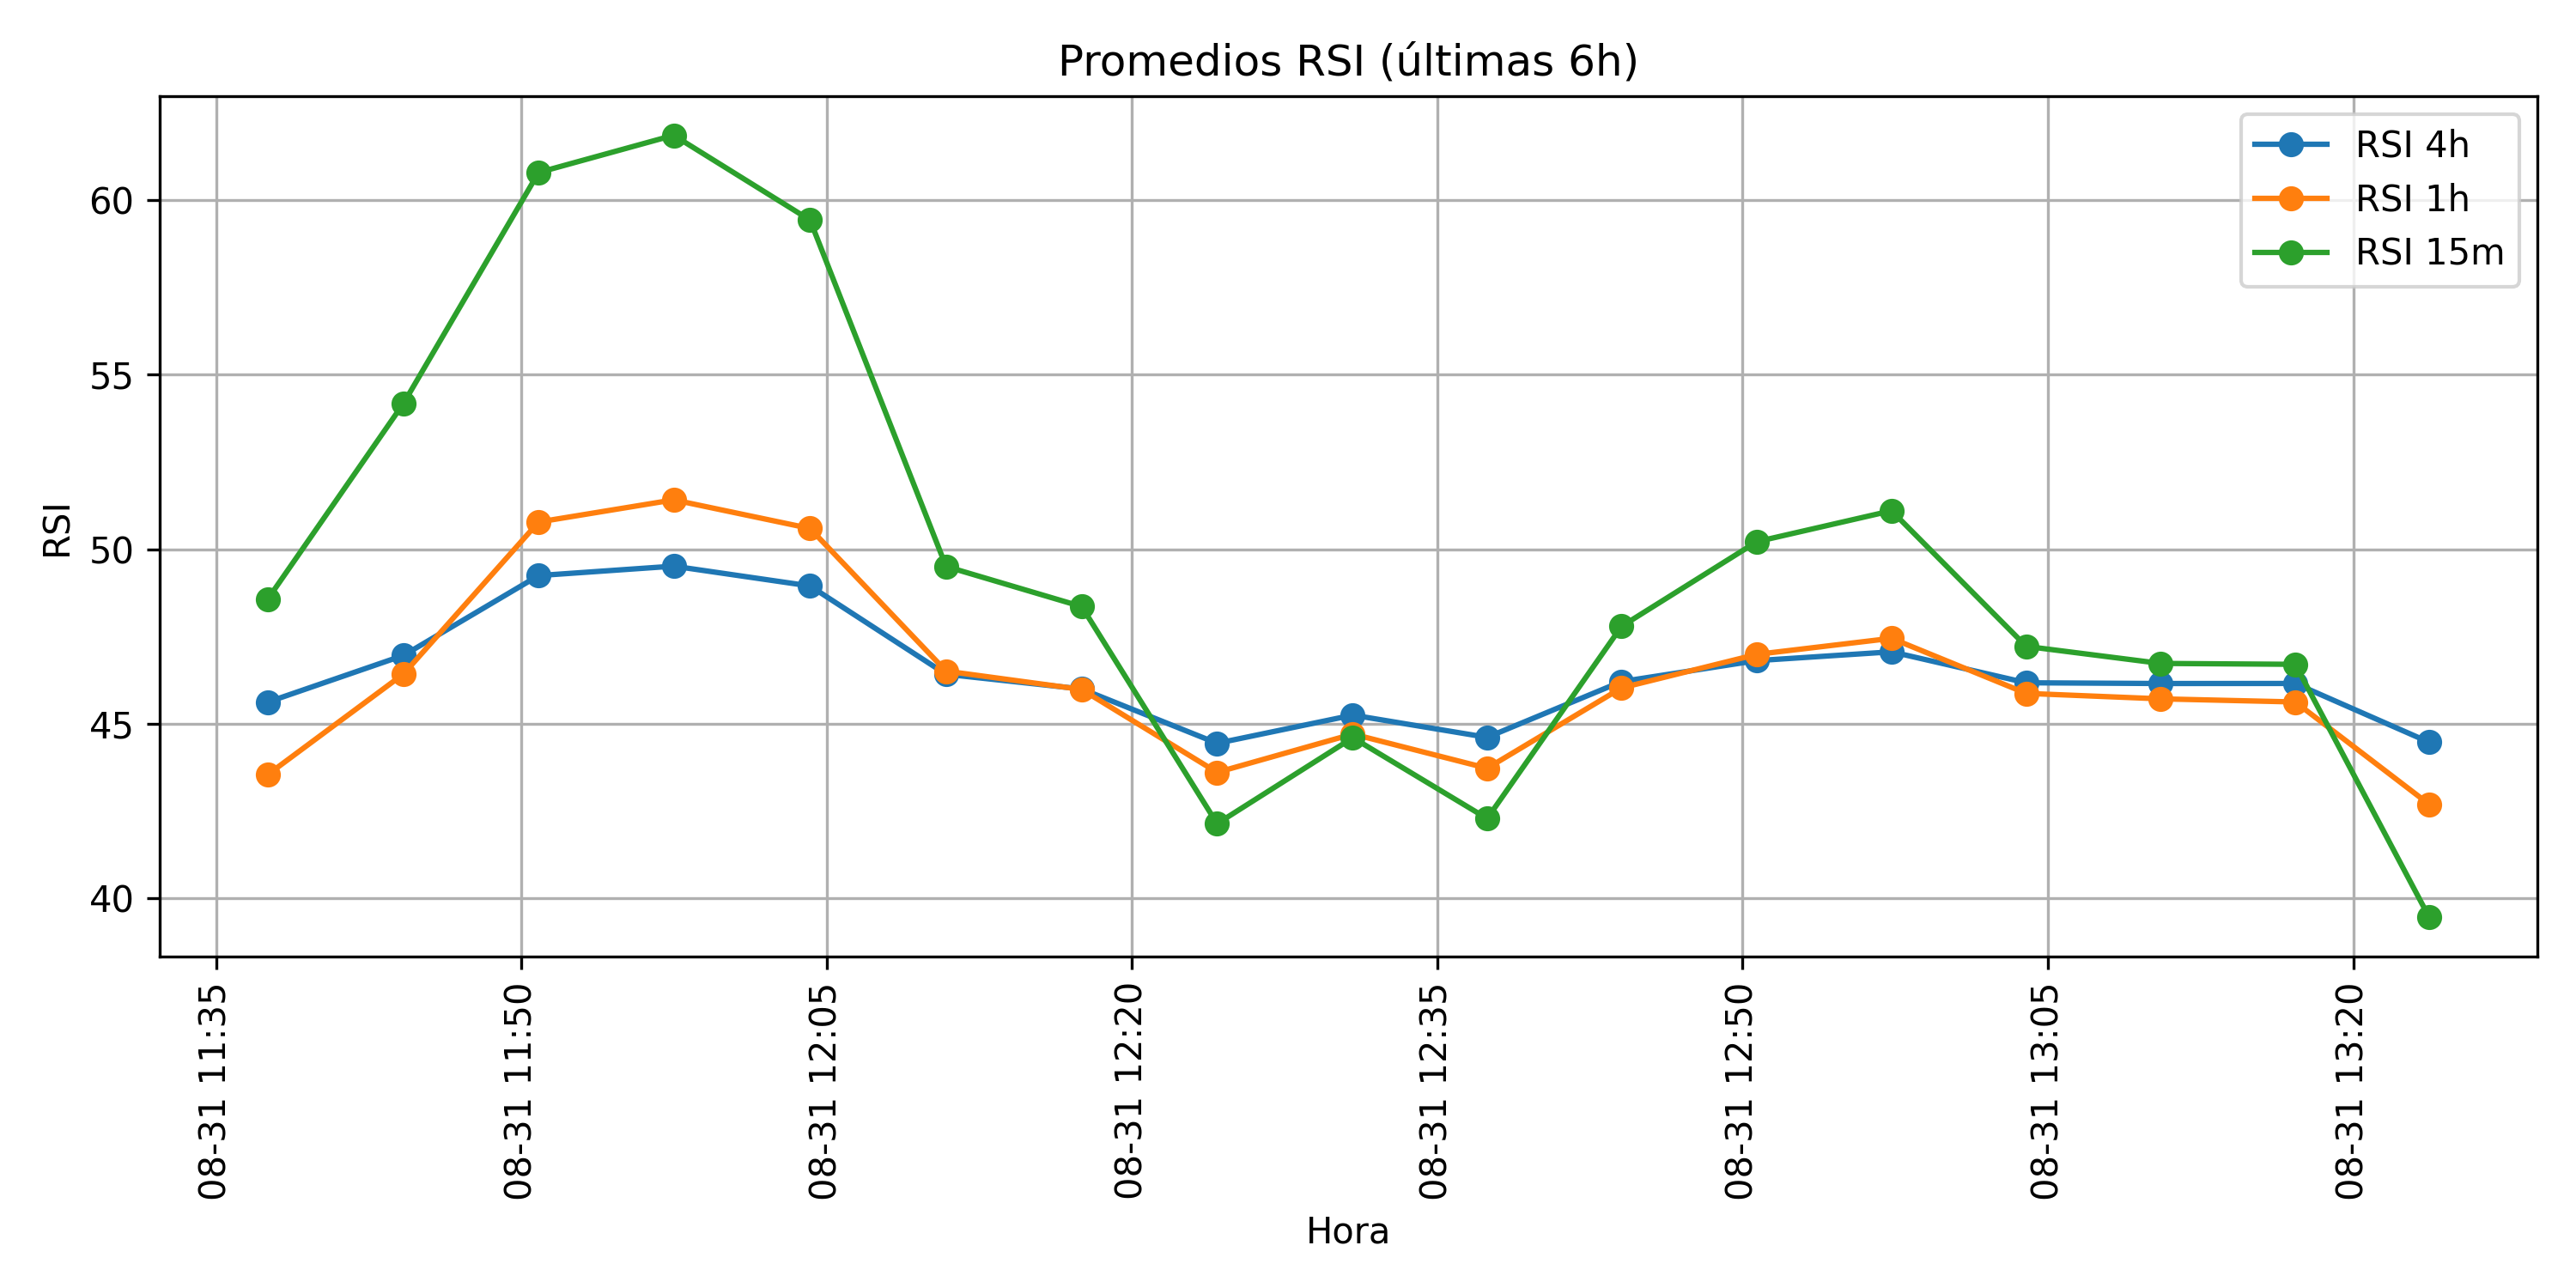 Promedios RSI (últimas 6h)
RSI 4h
RSI 1h
RSI 15m
60
55
50
45
40
RSI
08-31 11:35
08-31 11:50
08-31 12:05
08-31 12:20
08-31 12:35
08-31 12:50
08-31 13:05
08-31 13:20
Hora